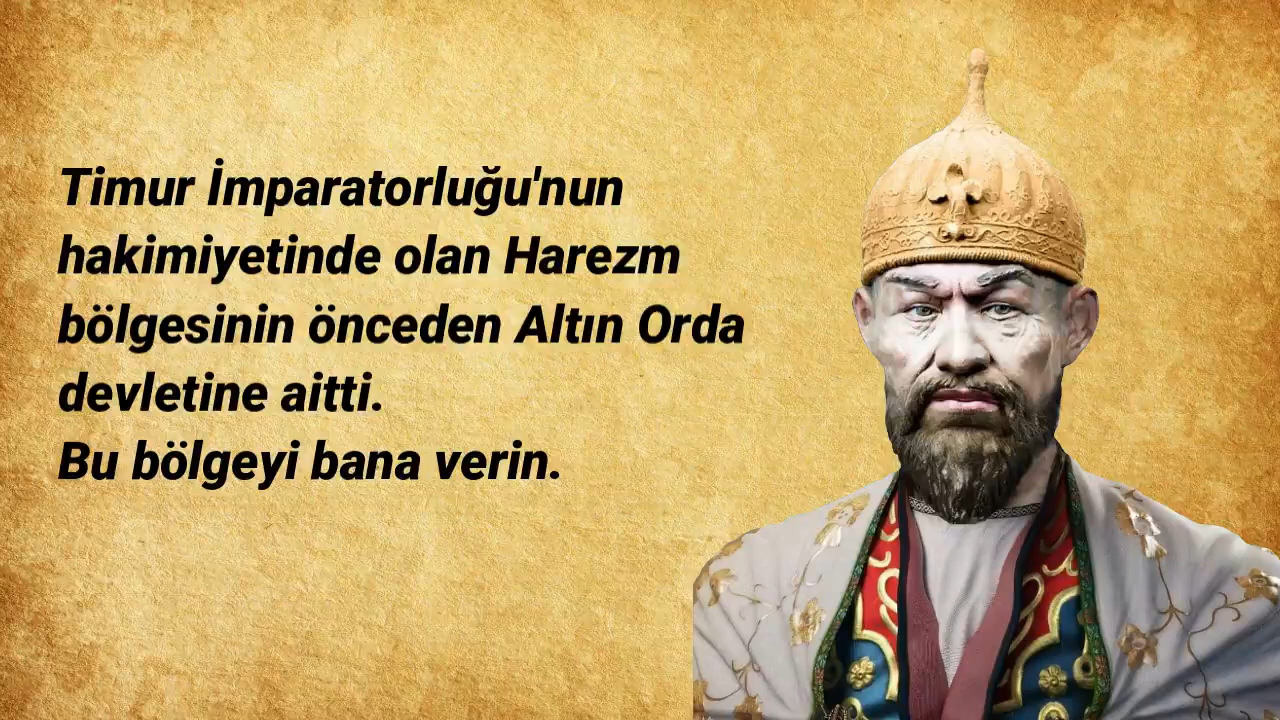 Timur İmparatorluğu'nun
hakimiyetinde olan Harezm
bölgesinin önceden Altın Orda
devletine aitti.
Bu bölgeyi bana verin.